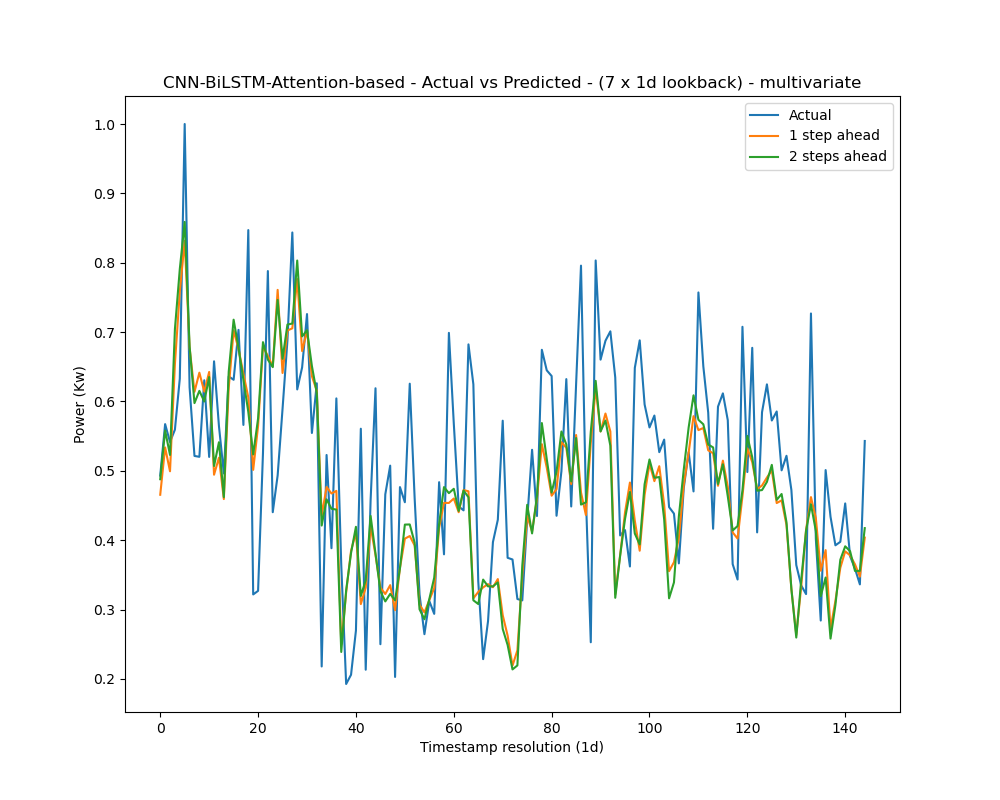 CNN-BiLSTM-Attention-based - Actual vs Predicted - (7 x 1d lookback) - multivariate
Actual
1 step ahead
2 steps ahead
1.0
0.9
0.8
0.7
0.6
0.5
0.4
0.3
0.2
Power (Kw)
0 20 40 60 80 100 120 140
Timestamp resolution (1d)